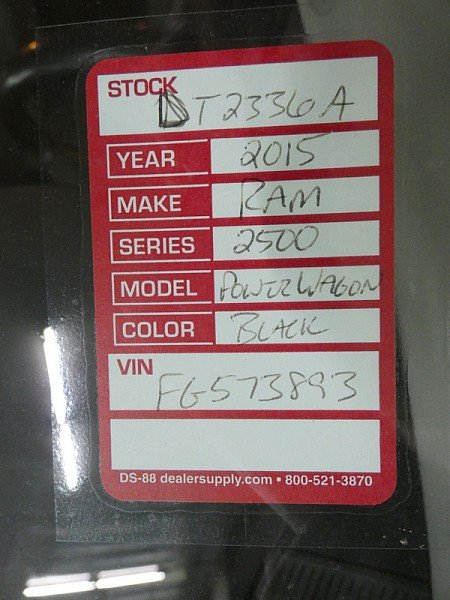 STOCK
DT2336A
YEAR 2015
MAKE RAM
SERIES 2500
MODEL POWERWAGON
COLOR BLACK
VIN
FG573893
DS-88 dealersupply.com • 800-521-3870